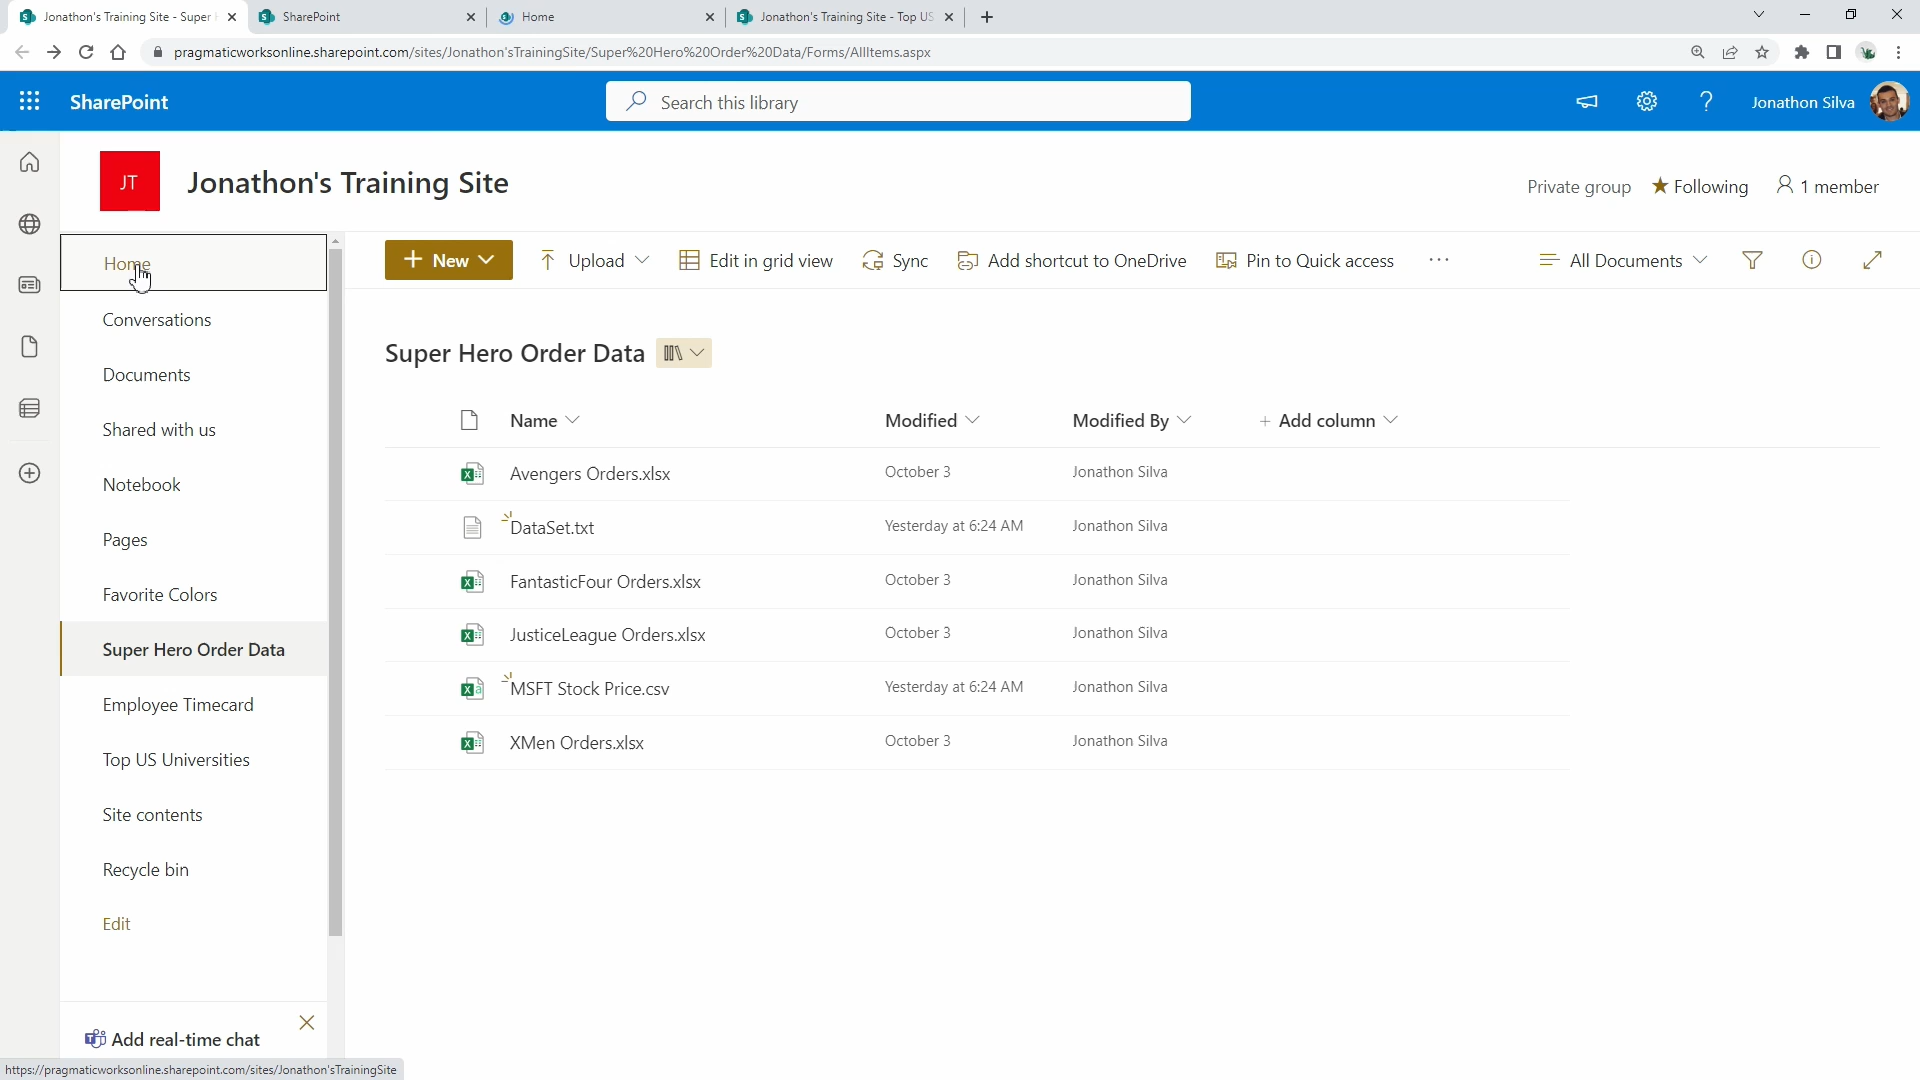 Jonathon's Training Site - Super
SharePoint
Home
Jonathon's Training Site - Top US
pragmaticworksonline.sharepoint.com/sites/Jonathon'sTrainingSite/Super%20Hero%20Order%20Data/Forms/AllItems.aspx
SharePoint
Search this library
Jonathon Silva
JT
Jonathon's Training Site
Private group
Following
1 member
Home
Conversations
Documents
Shared with us
Notebook
Pages
Favorite Colors
Super Hero Order Data
Employee Timecard
Top US Universities
Site contents
Recycle bin
Edit
Add real-time chat
New
Upload
Edit in grid view
Sync
Add shortcut to OneDrive
Pin to Quick access
All Documents
Super Hero Order Data
Name Modified Modified By Add column
Avengers Orders.xlsx October 3 Jonathon Silva
DataSet.txt Yesterday at 6:24 AM Jonathon Silva
FantasticFour Orders.xlsx October 3 Jonathon Silva
JusticeLeague Orders.xlsx October 3 Jonathon Silva
MSFT Stock Price.csv Yesterday at 6:24 AM Jonathon Silva
XMen Orders.xlsx October 3 Jonathon Silva
https://pragmaticworksonline.sharepoint.com/sites/Jonathon'sTrainingSite